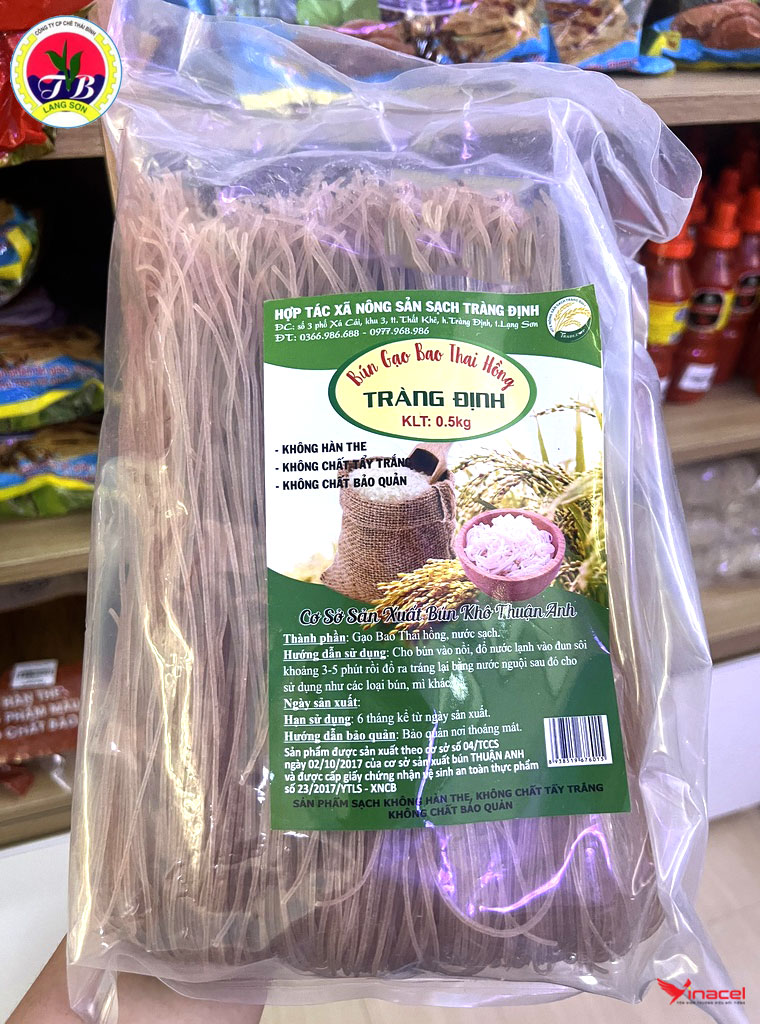 CÔNG TY CP CHÈ THÁI BÌNH
TB
LẠNG SƠN
HỢP TÁC XÃ NÔNG SẢN SẠCH TRÀNG ĐỊNH
ĐC: số 3 phố Xá Cái, khu 3, tt. Thất Khê, h.Tràng Định, t.Lạng Sơn
ĐT: 0366.986.688 - 0977.968.986
Bún Gạo Bao Thai Hồng
TRÀNG ĐỊNH
KLT: 0.5kg
- KHÔNG HÀN THE
- KHÔNG CHẤT TẨY TRẮNG
- KHÔNG CHẤT BẢO QUẢN
Cơ Sở Sản Xuất Bún Khô Thuận Anh
Thành phần: Gạo Bao Thai hồng, nước sạch.
Hướng dẫn sử dụng: Cho bún vào nồi, đổ nước lạnh vào đun sôi
khoảng 3-5 phút rồi đổ ra tráng lại bằng nước nguội sau đó cho
sử dụng như các loại bún, mì khác.
Ngày sản xuất:
Hạn sử dụng: 6 tháng kể từ ngày sản xuất.
Hướng dẫn bảo quản: Bảo quản nơi thoáng mát.
Sản phẩm được sản xuất theo cơ sở số 04/TCCS
ngày 02/10/2017 của cơ sở sản xuất bún THUẬN ANH
và được cấp giấy chứng nhận vệ sinh an toàn thực phẩm
số 23/2017/YTLS - XNCB
8938519676015
SẢN PHẨM SẠCH KHÔNG HÀN THE, KHÔNG CHẤT TẨY TRẮNG
KHÔNG CHẤT BẢO QUẢN
Vinacel